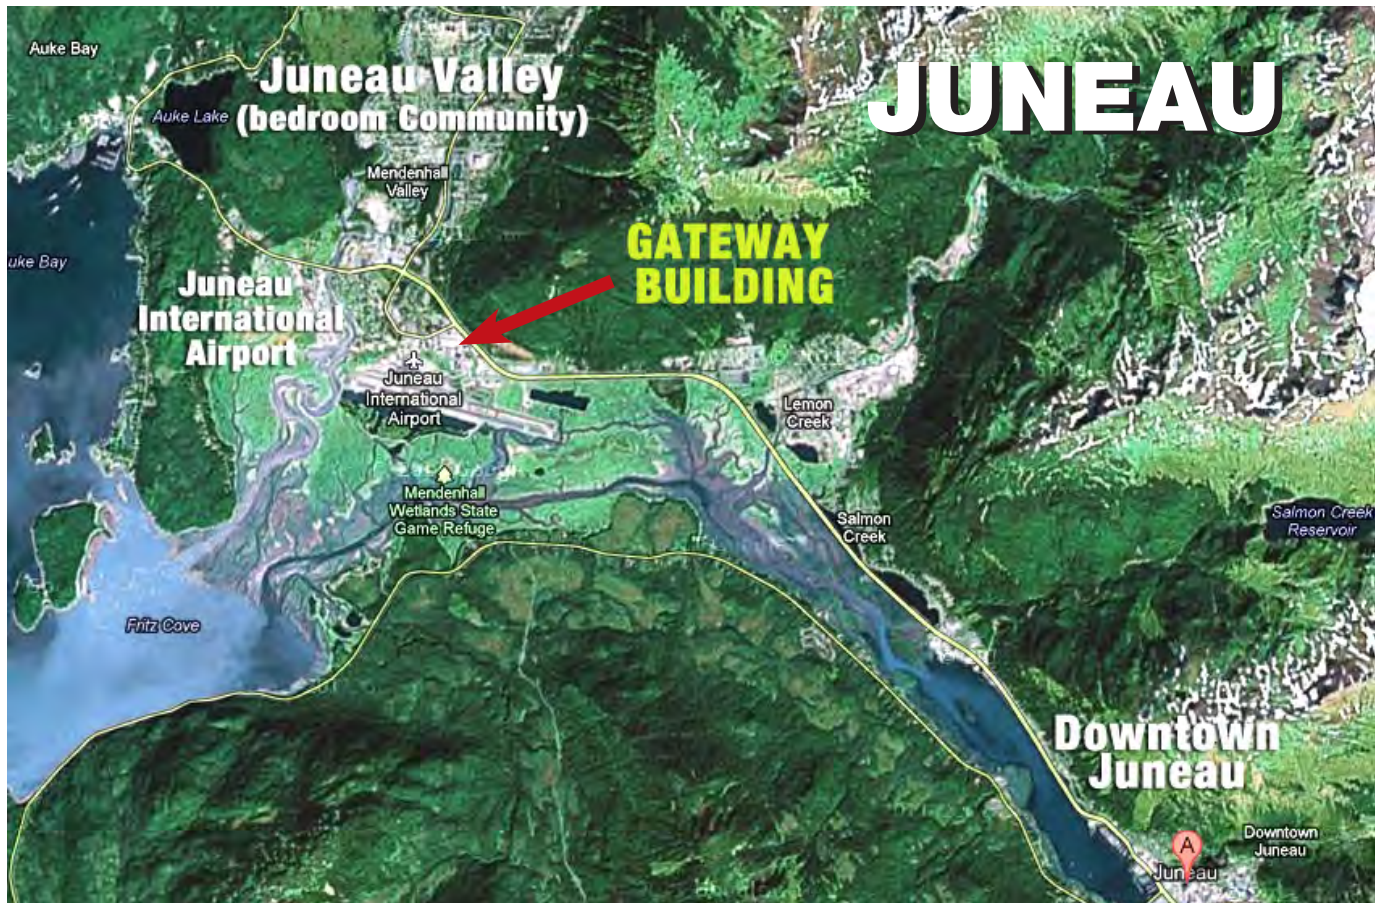 JUNEAU
Auke Bay
Juneau Valley
(bedroom Community)
Auke Lake
Mendenhall
Valley
GATEWAY
BUILDING
uke Bay
Juneau
International
Airport
Juneau
International
Airport
Lemon
Creek
Mendenhall
Wetlands State
Game Refuge
Salmon
Creek
Salmon Creek
Reservoir
Fritz Cove
Downtown
Juneau
Downtown
Juneau
A
Juneau